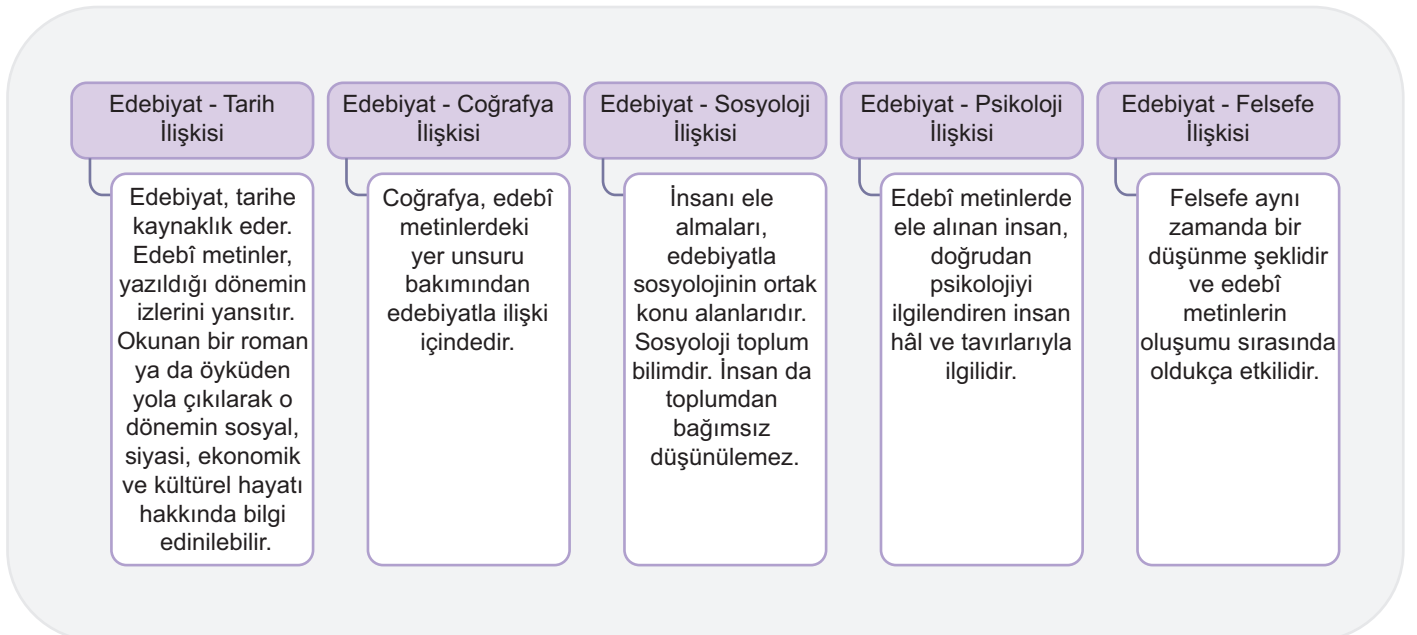 Edebiyat - Tarih
İlişkisi
Edebiyat, tarihe
kaynaklık eder.
Edebî metinler,
yazıldığı dönemin
izlerini yansıtır.
Okunan bir roman
ya da öyküden
yola çıkılarak o
dönemin sosyal,
siyasi, ekonomik
ve kültürel hayatı
hakkında bilgi
edinilebilir.
Edebiyat - Coğrafya
İlişkisi
Coğrafya, edebî
metinlerdeki
yer unsuru
bakımından
edebiyatla ilişki
içindedir.
Edebiyat - Sosyoloji
İlişkisi
İnsanı ele
almaları,
edebiyatla
sosyolojinin ortak
konu alanlarıdır.
Sosyoloji toplum
bilimdir. İnsan da
toplumdan
bağımsız
düşünülemez.
Edebiyat - Psikoloji
İlişkisi
Edebî metinlerde
ele alınan insan,
doğrudan
psikolojiyi
ilgilendiren insan
hâl ve tavırlarıyla
ilgilidir.
Edebiyat - Felsefe
İlişkisi
Felsefe aynı
zamanda bir
düşünme şeklidir
ve edebî
metinlerin
oluşumu sırasında
oldukça etkilidir.